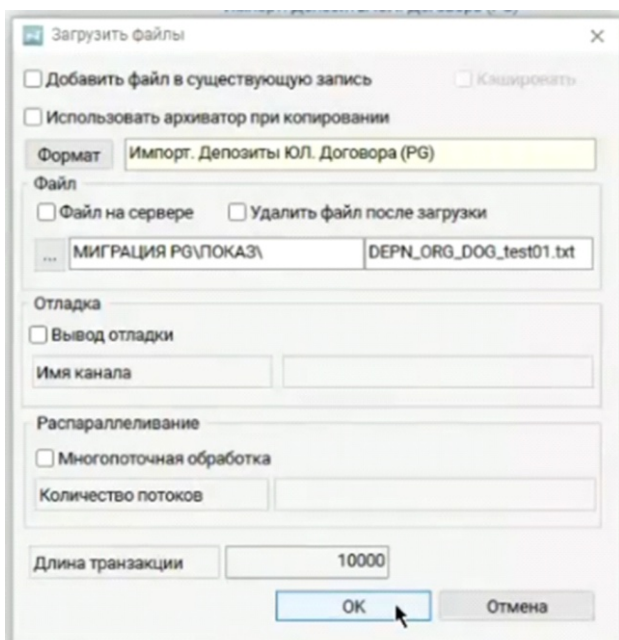 Загрузить файлы
Добавить файл в существующую запись
Кэшировать
Использовать архиватор при копировании
Формат
Импорт. Депозиты ЮЛ. Договора (PG)
Файл
Файл на сервере
Удалить файл после загрузки
...
МИГРАЦИЯ PG\ПОКАЗ\
DEPN_ORG_DOG_test01.txt
Отладка
Вывод отладки
Имя канала
Распараллеливание
Многопоточная обработка
Количество потоков
Длина транзакции
10000
OK
Отмена